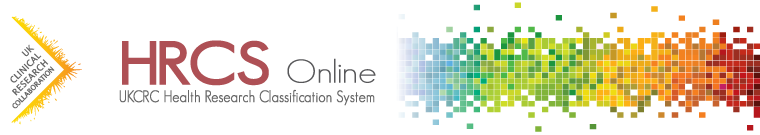 UK
CLINICAL
RESEARCH
COLLABORATION
HRCS Online
UKCRC Health Research Classification System